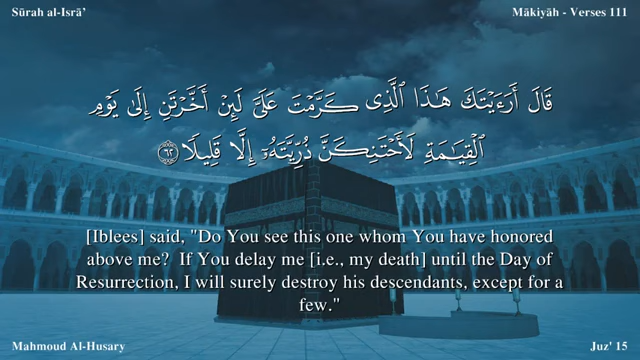 Sūrah al-Isrā’
Mākiyāh - Verses 111
قَالَ أَرَءَيْتَكَ هَٰذَا ٱلَّذِى كَرَّمْتَ عَلَىَّ لَئِنْ أَخَّرْتَنِ إِلَىٰ يَوْمِ
ٱلْقِيَٰمَةِ لَأَحْتَنِكَنَّ ذُرِّيَّتَهُۥٓ إِلَّا قَلِيلًا ٦٢
[Iblees] said, "Do You see this one whom You have honored
above me?  If You delay me [i.e., my death] until the Day of
Resurrection, I will surely destroy his descendants, except for a
few."
Mahmoud Al-Husary
Juz' 15